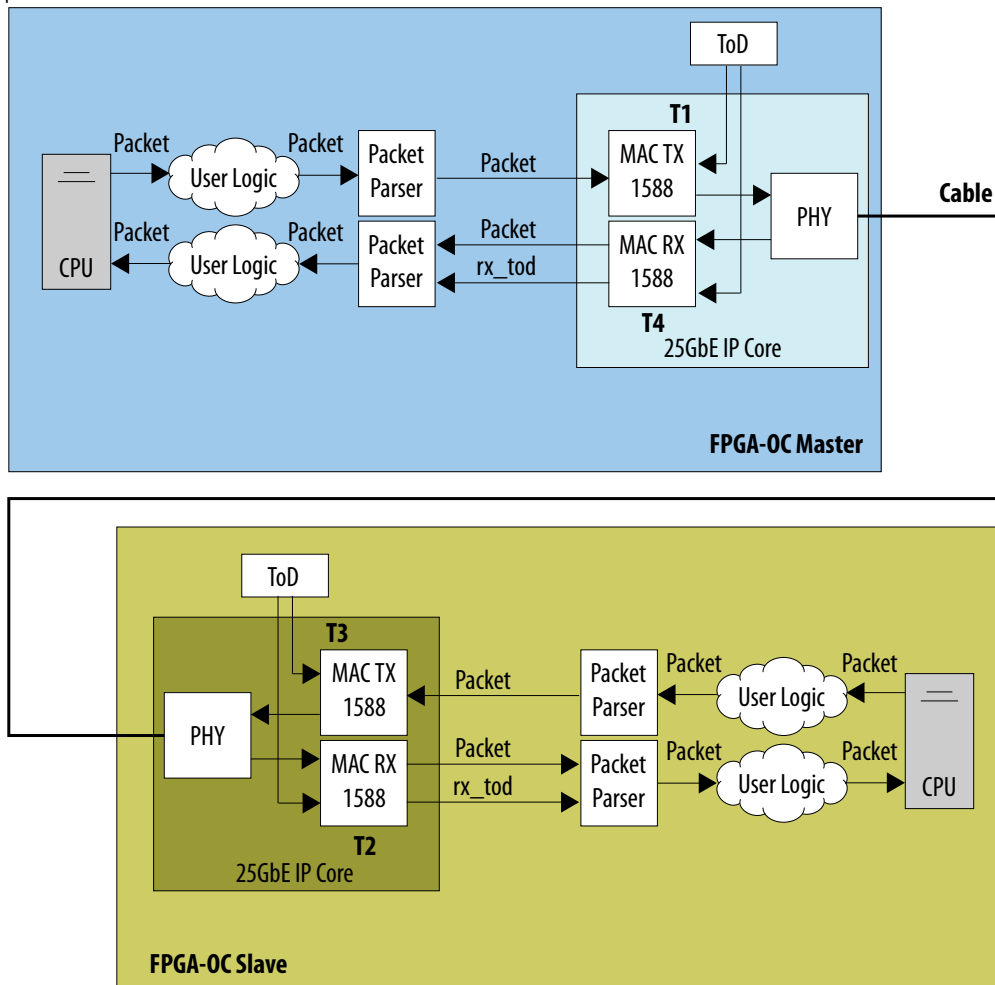 ToD
T1
Packet
Packet
Packet
Parser
Packet
MAC TX
1588
User Logic
PHY
Cable
Packet
Packet
Packet
Parser
Packet
rx_tod
MAC RX
1588
User Logic
CPU
T4
25GbE IP Core
FPGA-OC Master
ToD
T3
MAC TX
1588
Packet
Packet
Parser
Packet
User Logic
Packet
PHY
MAC RX
1588
Packet
rx_tod
Packet
Parser
Packet
User Logic
Packet
CPU
T2
25GbE IP Core
FPGA-OC Slave